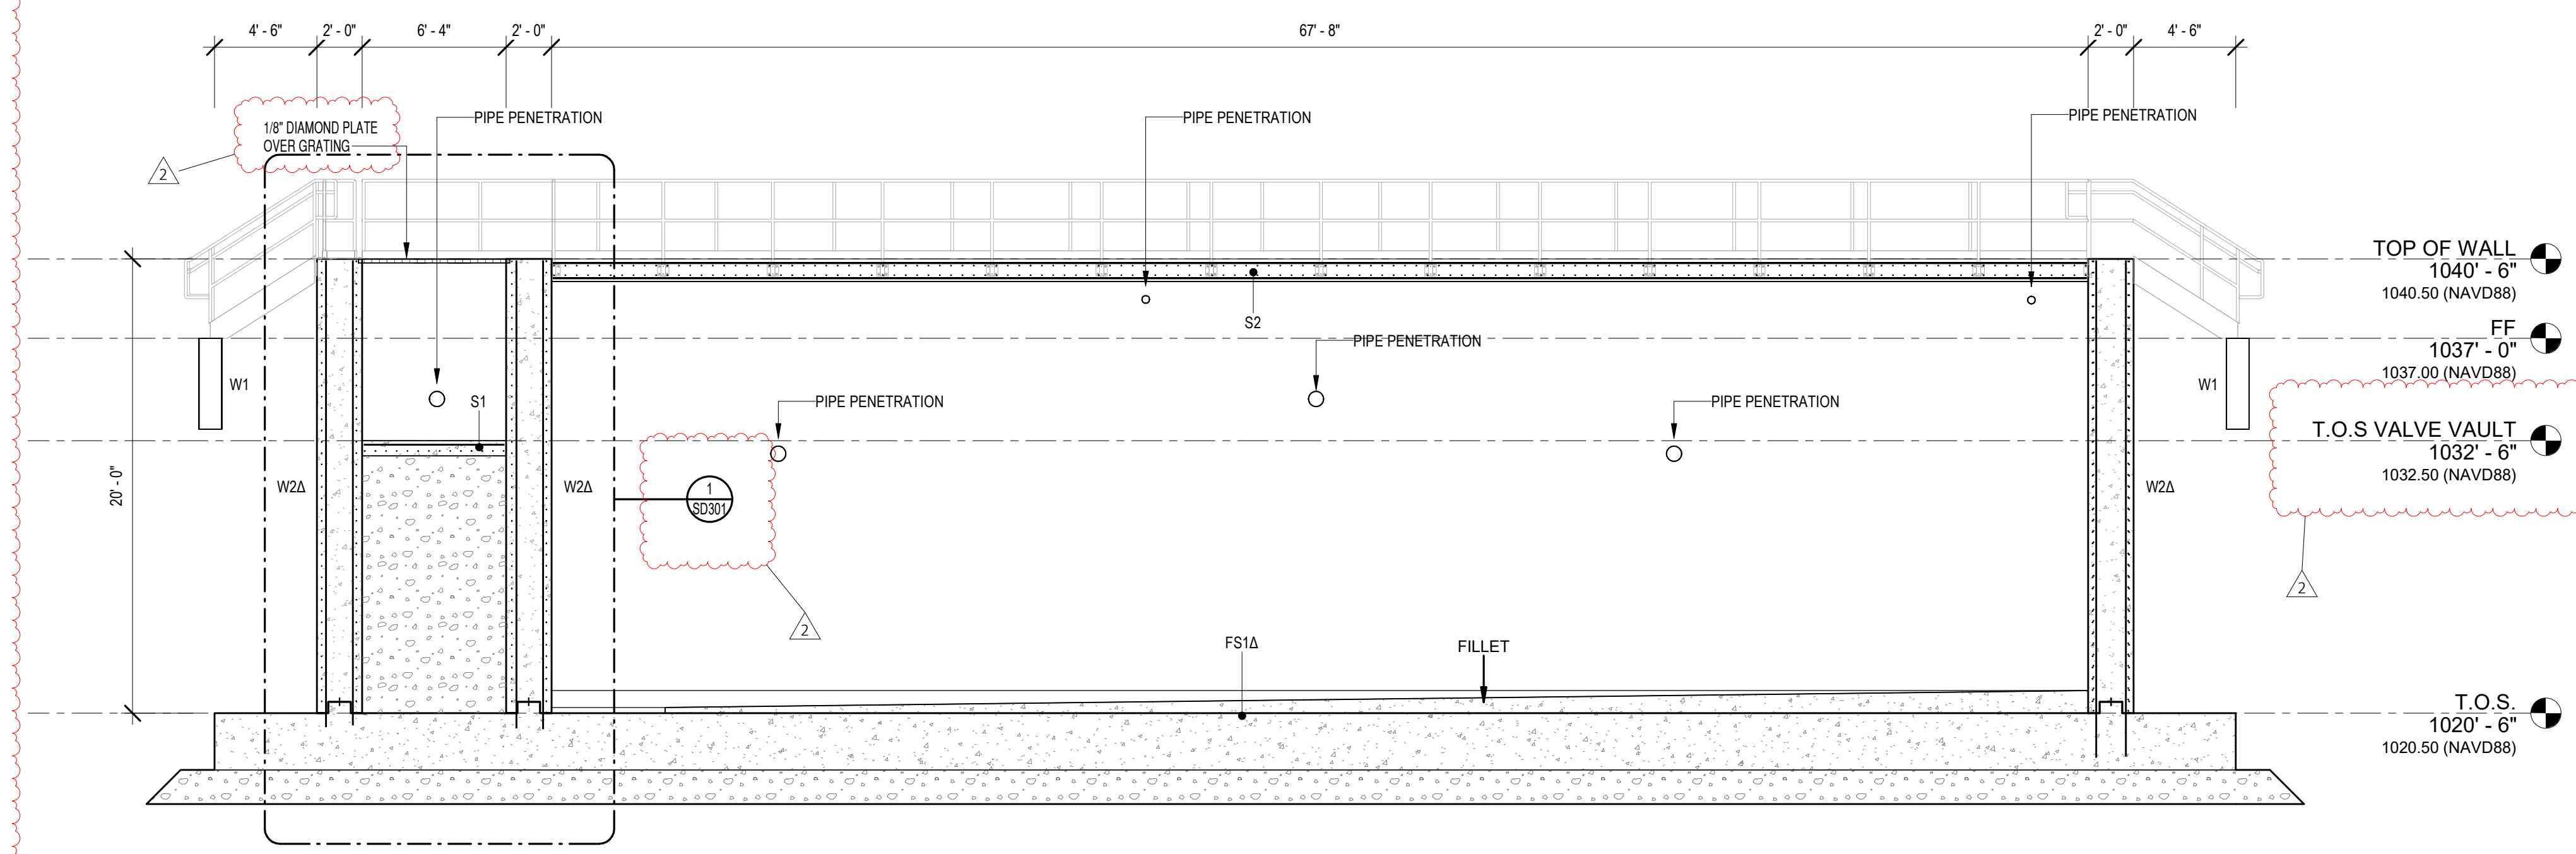 4' - 6"
2' - 0"
6' - 4"
2' - 0"
67' - 8"
2' - 0"
4' - 6"
1/8" DIAMOND PLATE
OVER GRATING
PIPE PENETRATION
PIPE PENETRATION
PIPE PENETRATION
2
TOP OF WALL
1040' - 6"
1040.50 (NAVD88)
S2
FF
1037' - 0"
1037.00 (NAVD88)
PIPE PENETRATION
W1
S1
PIPE PENETRATION
PIPE PENETRATION
W1
T.O.S VALVE VAULT
1032' - 6"
1032.50 (NAVD88)
20' - 0"
W2Δ
W2Δ
1
SD301
W2Δ
2
2
FS1Δ
FILLET
T.O.S.
1020' - 6"
1020.50 (NAVD88)